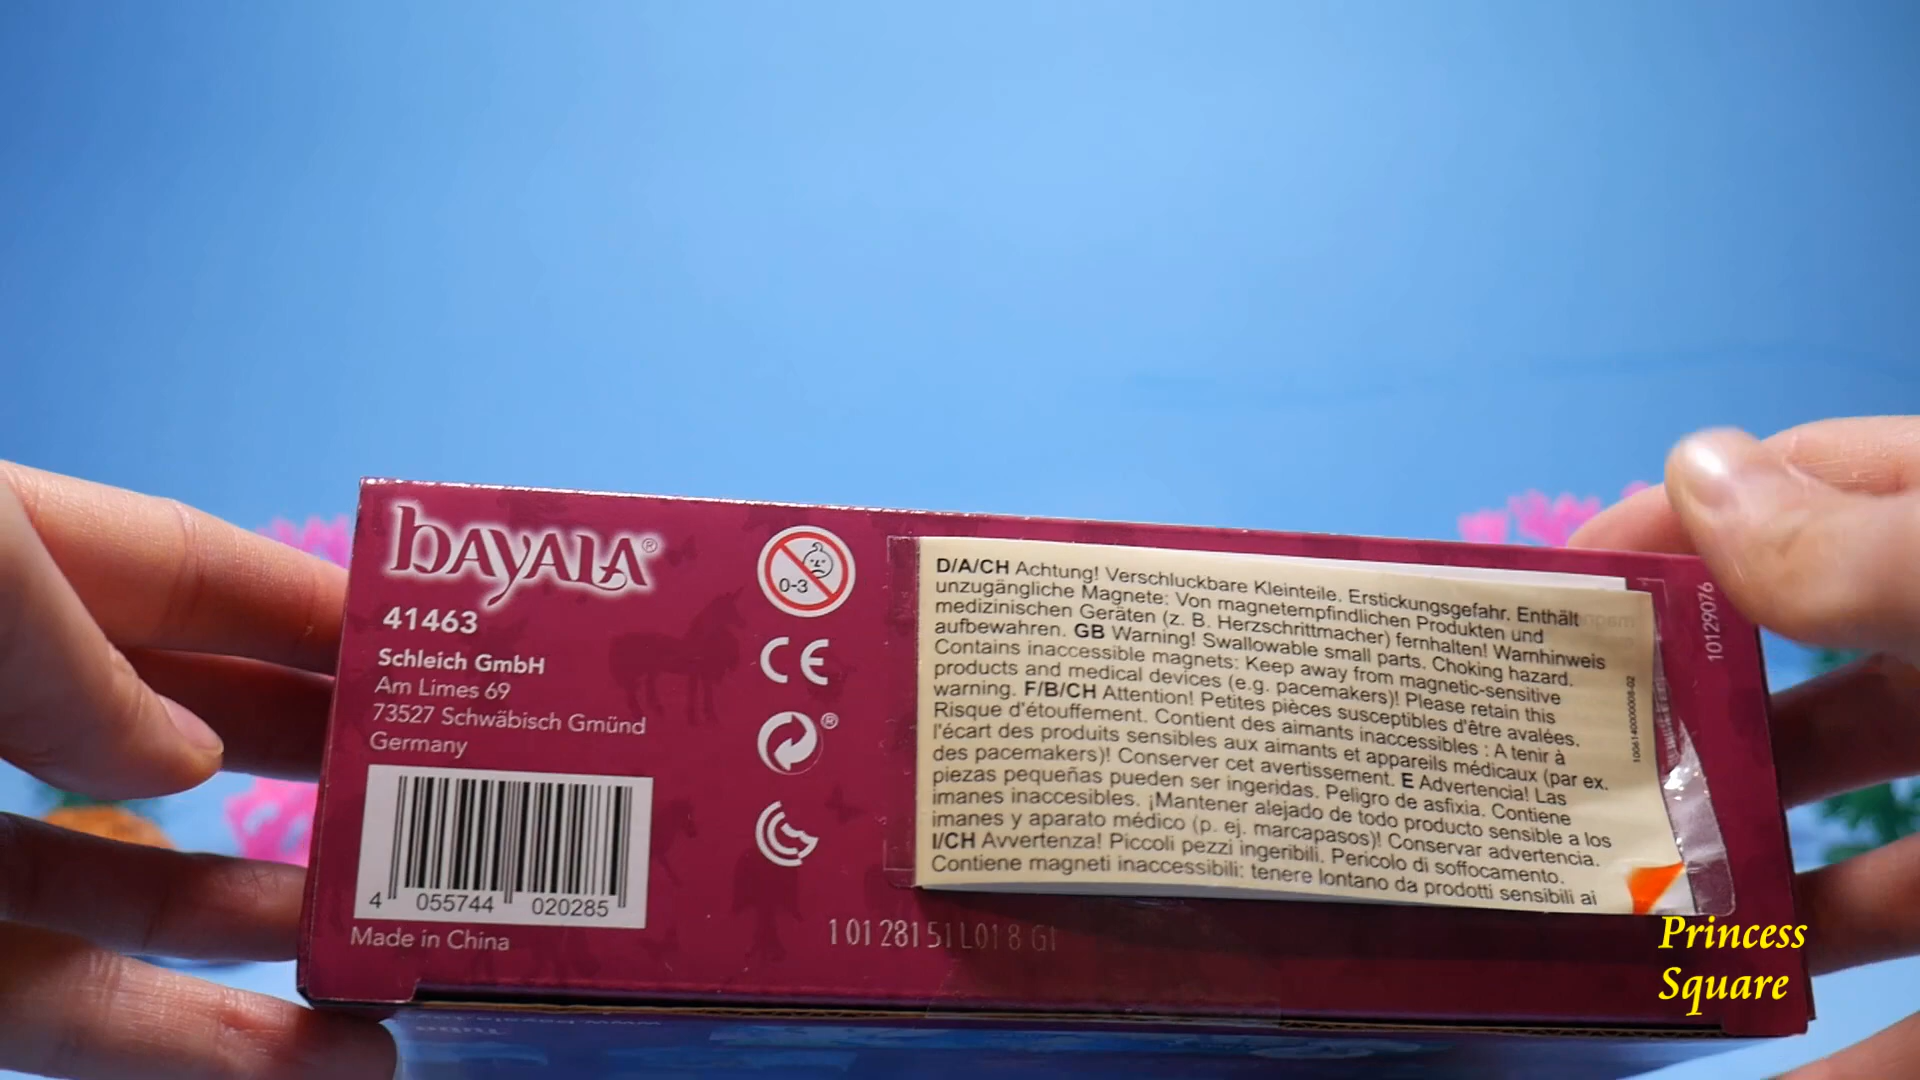 bAYALA®
41463
Schleich GmbH
Am Limes 69
73527 Schwäbisch Gmünd
Germany
4 055744 020285
Made in China
0-3
CE
®
1 01 281 51 L01 8 GI
D/A/CH Achtung! Verschluckbare Kleinteile. Erstickungsgefahr. Enthält
unzugängliche Magnete: Von magnetempfindlichen Produkten und
medizinischen Geräten (z. B. Herzschrittmacher) fernhalten! Warnhinweis
aufbewahren. GB Warning! Swallowable small parts. Choking hazard.
Contains inaccessible magnets: Keep away from magnetic-sensitive
products and medical devices (e.g. pacemakers)! Please retain this
warning. F/B/CH Attention! Petites pièces susceptibles d'être avalées.
Risque d'étouffement. Contient des aimants inaccessibles : A tenir à
l'écart des produits sensibles aux aimants et appareils médicaux (par ex.
des pacemakers)! Conserver cet avertissement. E Advertencia! Las
piezas pequeñas pueden ser ingeridas. Peligro de asfixia. Contiene
imanes inaccesibles. ¡Mantener alejado de todo producto sensible a los
imanes y aparato médico (p. ej. marcapasos)! Conservar advertencia.
I/CH Avvertenza! Piccoli pezzi ingeribili. Pericolo di soffocamento.
Contiene magneti inaccessibili: tenere lontano da prodotti sensibili ai
10129076
Princess
Square